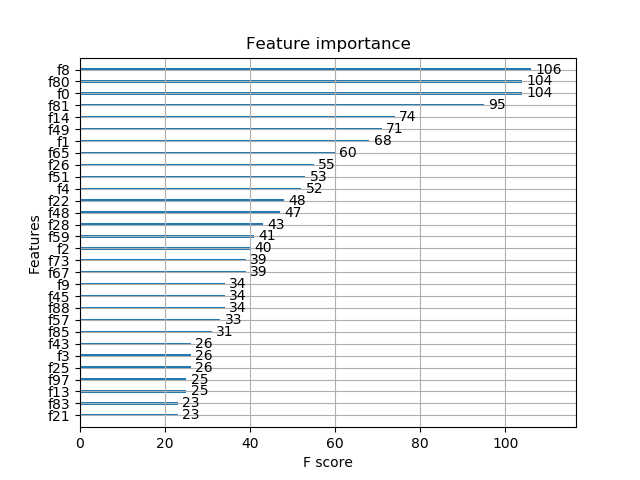 Feature importance
f8 106
f80 104
f0 104
f81 95
f14 74
f49 71
f1 68
f65 60
f26 55
f51 53
f4 52
f22 48
f48 47
f28 43
f59 41
f2 40
f73 39
f67 39
f9 34
f45 34
f88 34
f57 33
f85 31
f43 26
f3 26
f25 26
f97 25
f13 25
f83 23
f21 23
Features
0 20 40 60 80 100
F score